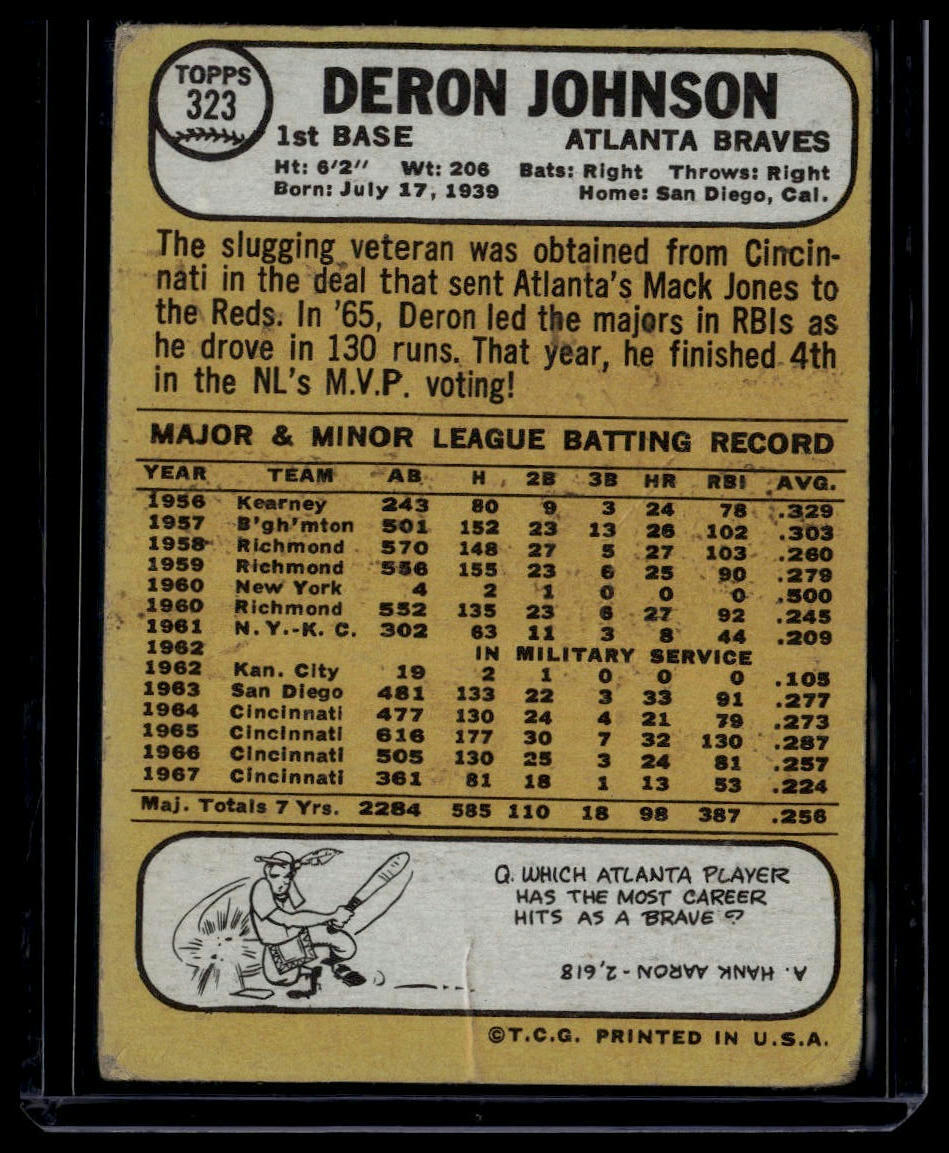 TOPPS
323
DERON JOHNSON
1st BASE ATLANTA BRAVES
Ht: 6'2" Wt: 206 Bats: Right Throws: Right
Born: July 17, 1939 Home: San Diego, Cal.
The slugging veteran was obtained from Cincin-
nati in the deal that sent Atlanta's Mack Jones to
the Reds. In '65, Deron led the majors in RBIs as
he drove in 130 runs. That year, he finished 4th
in the NL's M.V.P. voting!
MAJOR & MINOR LEAGUE BATTING RECORD
YEAR TEAM AB H 2B 3B HR RBI AVG.
1956 Kearney 243 80 9 3 24 78 .329
1957 B'gh'mton 501 152 23 13 26 102 .303
1958 Richmond 570 148 27 5 27 103 .260
1959 Richmond 556 155 23 6 25 90 .279
1960 New York 4 2 1 0 0 0 .500
1960 Richmond 552 135 23 6 27 92 .245
1961 N.Y.-K.C. 302 63 11 3 8 44 .209
1962 IN MILITARY SERVICE
1962 Kan. City 19 2 1 0 0 0 .105
1963 San Diego 481 133 22 3 33 91 .277
1964 Cincinnati 477 130 24 4 21 79 .273
1965 Cincinnati 616 177 30 7 32 130 .287
1966 Cincinnati 505 130 25 3 24 81 .257
1967 Cincinnati 361 81 18 1 13 53 .224
Maj. Totals 7 Yrs. 2284 585 110 18 98 387 .256
Q. WHICH ATLANTA PLAYER
HAS THE MOST CAREER
HITS AS A BRAVE?
A. HANK AARON - 2,618
©T.C.G. PRINTED IN U.S.A.